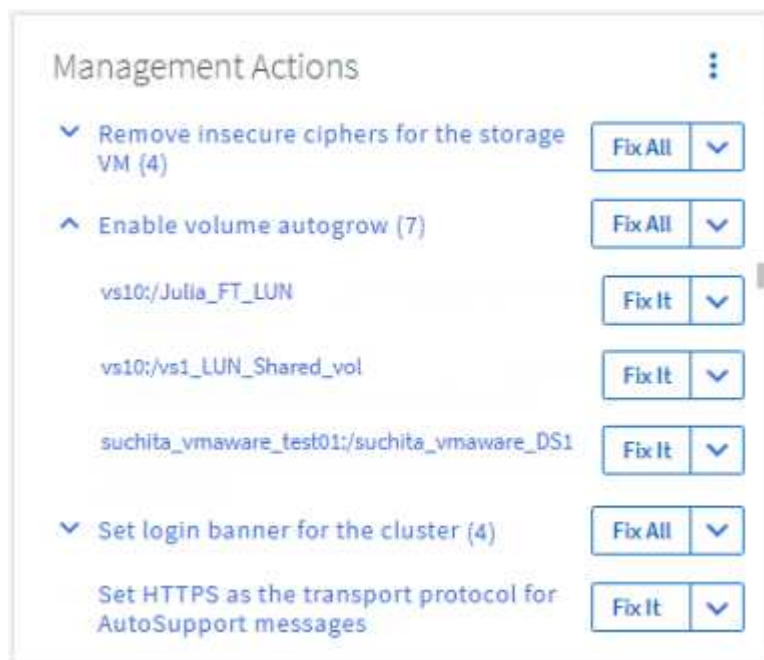 Management Actions
Remove insecure ciphers for the storage
VM (4)
Fix All
Enable volume autogrow (7)
Fix All
vs10:/Julia_FT_LUN
Fix It
vs10:/vs1_LUN_Shared_vol
Fix It
suchita_vmaware_test01:/suchita_vmaware_DS1
Fix It
Set login banner for the cluster (4)
Fix All
Set HTTPS as the transport protocol for
AutoSupport messages
Fix It